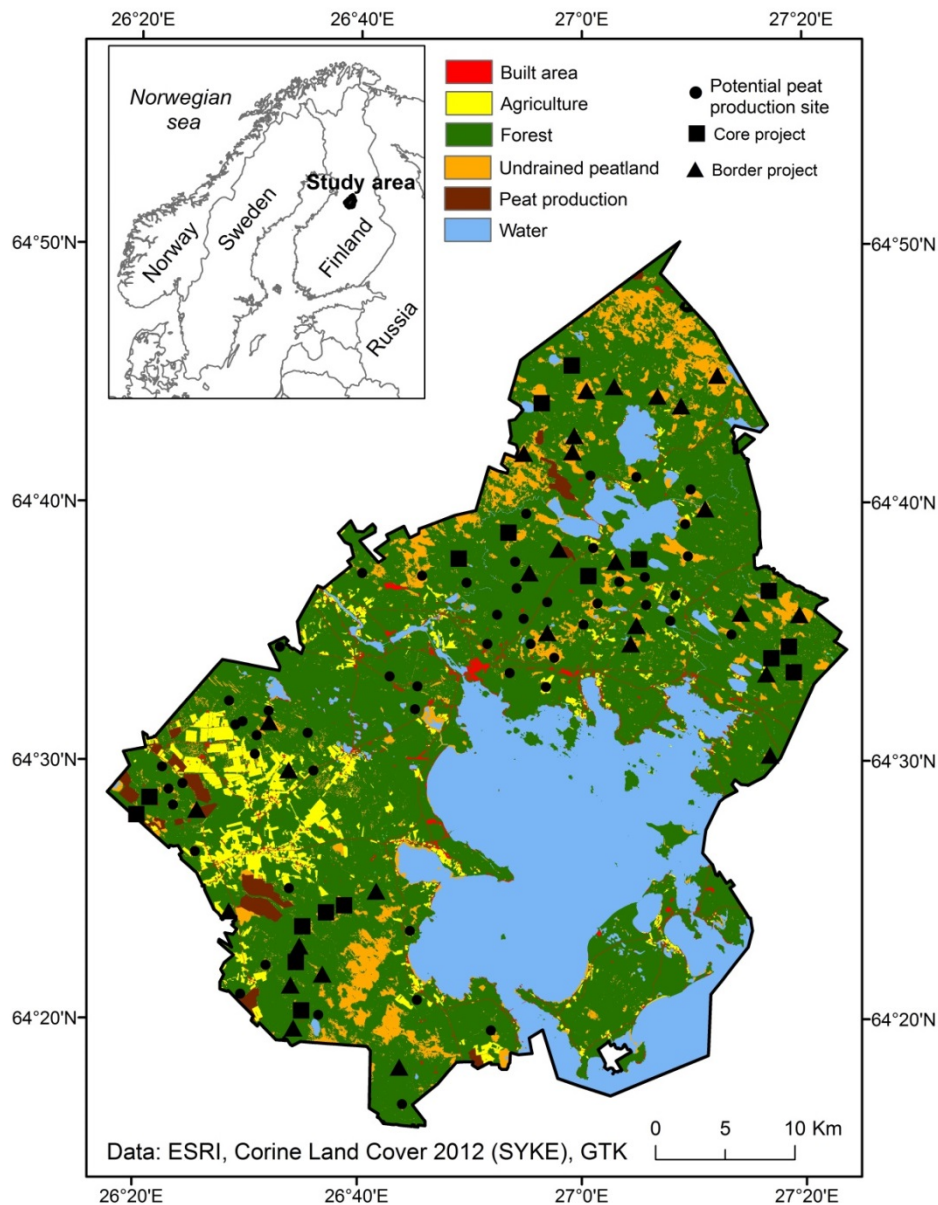 26°20'E 26°40'E 27°0'E 27°20'E
Norwegian
sea
Study area
Sweden
Norway
Finland
Russia
Built area
Agriculture
Forest
Undrained peatland
Peat production
Water
Potential peat
production site
Core project
Border project
64°50'N 64°50'N
64°40'N 64°40'N
64°30'N 64°30'N
64°20'N 64°20'N
0 5 10 Km
Data: ESRI, Corine Land Cover 2012 (SYKE), GTK
26°20'E 26°40'E 27°0'E 27°20'E